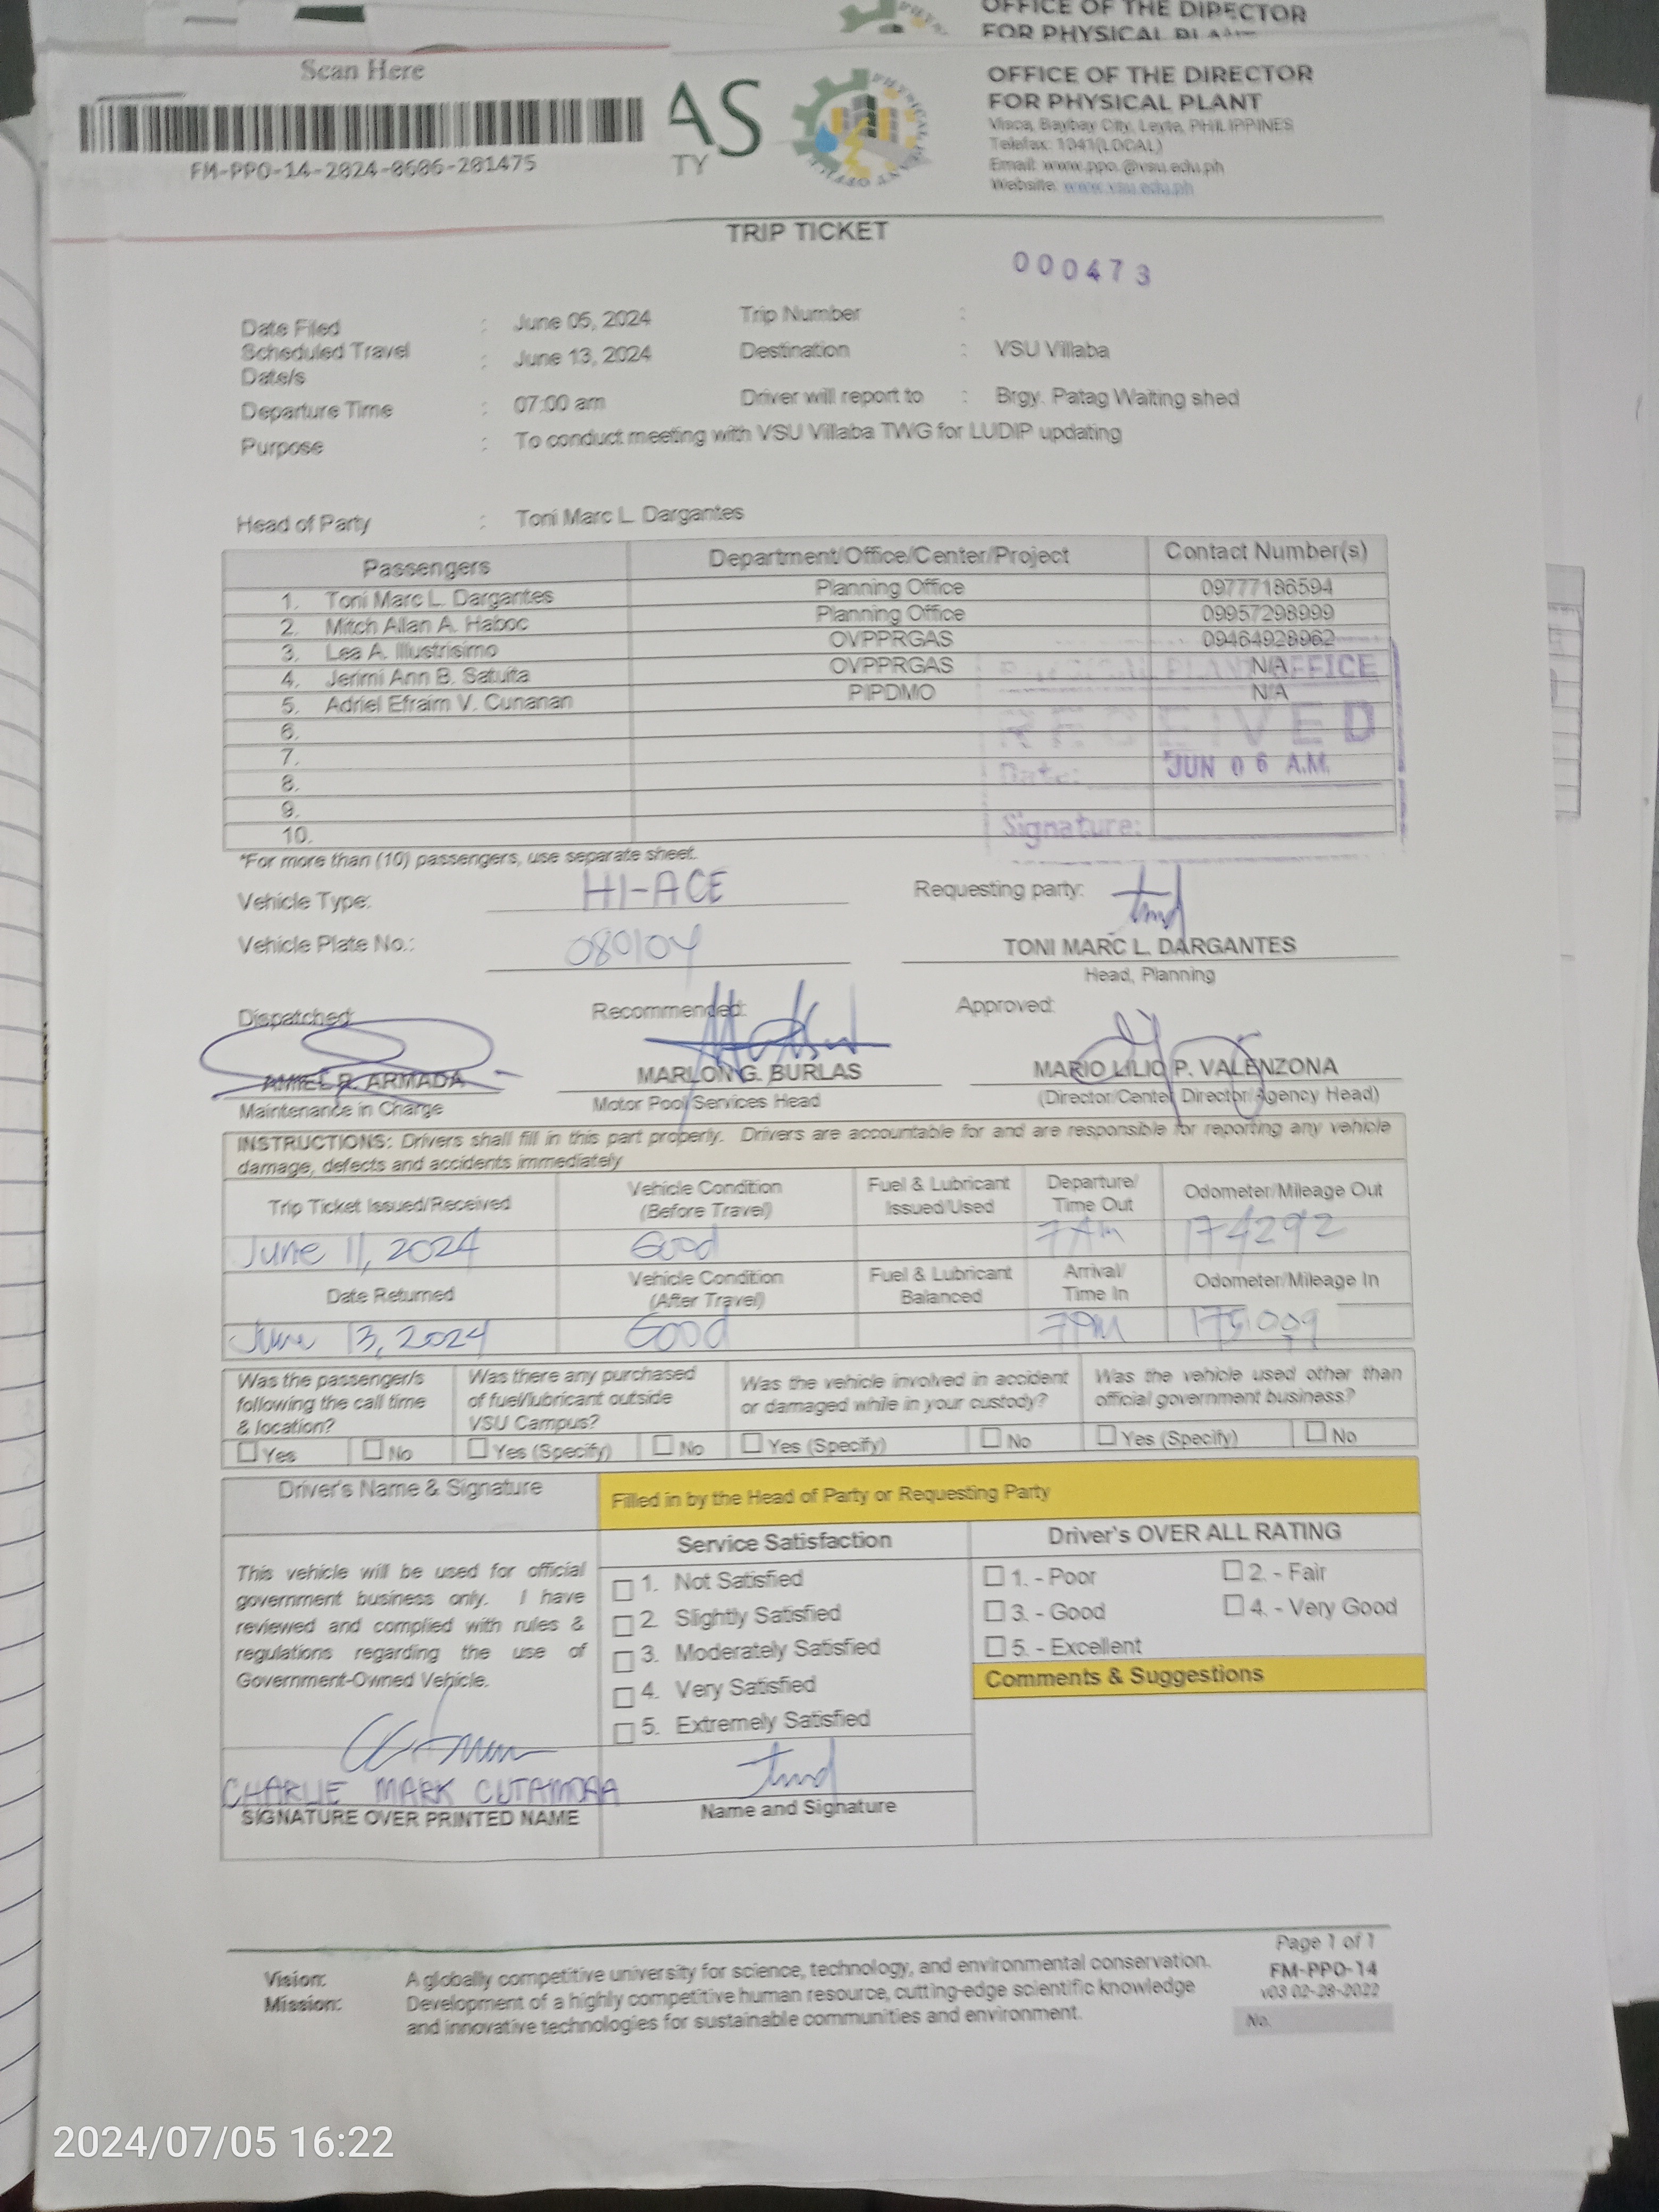 OFFICE OF THE DIRECTOR
FOR PHYSICAL
Scan Here
FM-PPO-14-2024-0606-201475
AS
TY
OFFICE OF THE DIRECTOR
FOR PHYSICAL PLANT
Visca, Baybay City, Leyte, PHILIPPINES
Telefax: 1041(LOCAL)
Email: www.ppo.@vsu.edu.ph
Website: www.vsu.edu.ph
TRIP TICKET
000473
Date Filed : June 05, 2024 Trip Number :
Scheduled Travel Date/s : June 13, 2024 Destination : VSU Villaba
Departure Time : 07:00 am Driver will report to : Brgy. Patag Waiting shed
Purpose : To conduct meeting with VSU Villaba TWG for LUDIP updating
Head of Party : Toni Marc L. Dargantes
Passengers Department/Office/Center/Project Contact Number(s)
1. Toni Marc L. Dargantes Planning Office 09777186594
2. Mitch Allan A. Haboc Planning Office 09957298999
3. Lea A. Illustrisimo OVPPRGAS 09464928962
4. Jerimi Ann B. Satuita OVPPRGAS N/A
5. Adriel Efraim V. Cunanan PIPDMO N/A
6.
7.
8.
9.
10.
PHYSICAL PLANT OFFICE
RECEIVED
Date: JUN 06 A.M.
Signature:
*For more than (10) passengers, use separate sheet.
Vehicle Type: HI-ACE Requesting party:
Vehicle Plate No.: 080104 TONI MARC L. DARGANTES
Head, Planning
Dispatched: Recommended: Approved:
AMIEL R. ARMADA MARLON G. BURLAS MARIO LILIO P. VALENZONA
Maintenance in Charge Motor Pool Services Head (Director/Center Director/Agency Head)
INSTRUCTIONS: Drivers shall fill in this part properly. Drivers are accountable for and are responsible for reporting any vehicle
damage, defects and accidents immediately
Trip Ticket Issued/Received Vehicle Condition (Before Travel) Fuel & Lubricant Issued/Used Departure/ Time Out Odometer/Mileage Out
June 11, 2024 Good 7AM 174292
Date Returned Vehicle Condition (After Travel) Fuel & Lubricant Balanced Arrival/ Time In Odometer/Mileage In
June 13, 2024 Good 7PM 175009
Was the passenger/s following the call time & location? Was there any purchased of fuel/lubricant outside VSU Campus? Was the vehicle involved in accident or damaged while in your custody? Was the vehicle used other than official government business?
Yes No Yes (Specify) No Yes (Specify) No Yes (Specify) No
Driver's Name & Signature Filled in by the Head of Party or Requesting Party
Service Satisfaction Driver's OVER ALL RATING
This vehicle will be used for official
government business only. I have
reviewed and complied with rules &
regulations regarding the use of
Government-Owned Vehicle.
1. Not Satisfied
2. Slightly Satisfied
3. Moderately Satisfied
4. Very Satisfied
5. Extremely Satisfied
1. - Poor 2. - Fair
3. - Good 4. - Very Good
5. - Excellent
Comments & Suggestions
CHARLIE MARK CUTAMORA
SIGNATURE OVER PRINTED NAME Name and Signature
Vision: A globally competitive university for science, technology, and environmental conservation.
Mission: Development of a highly competitive human resource, cutting-edge scientific knowledge
and innovative technologies for sustainable communities and environment.
Page 1 of 1
FM-PPO-14
v03 02-28-2022
No.
2024/07/05 16:22